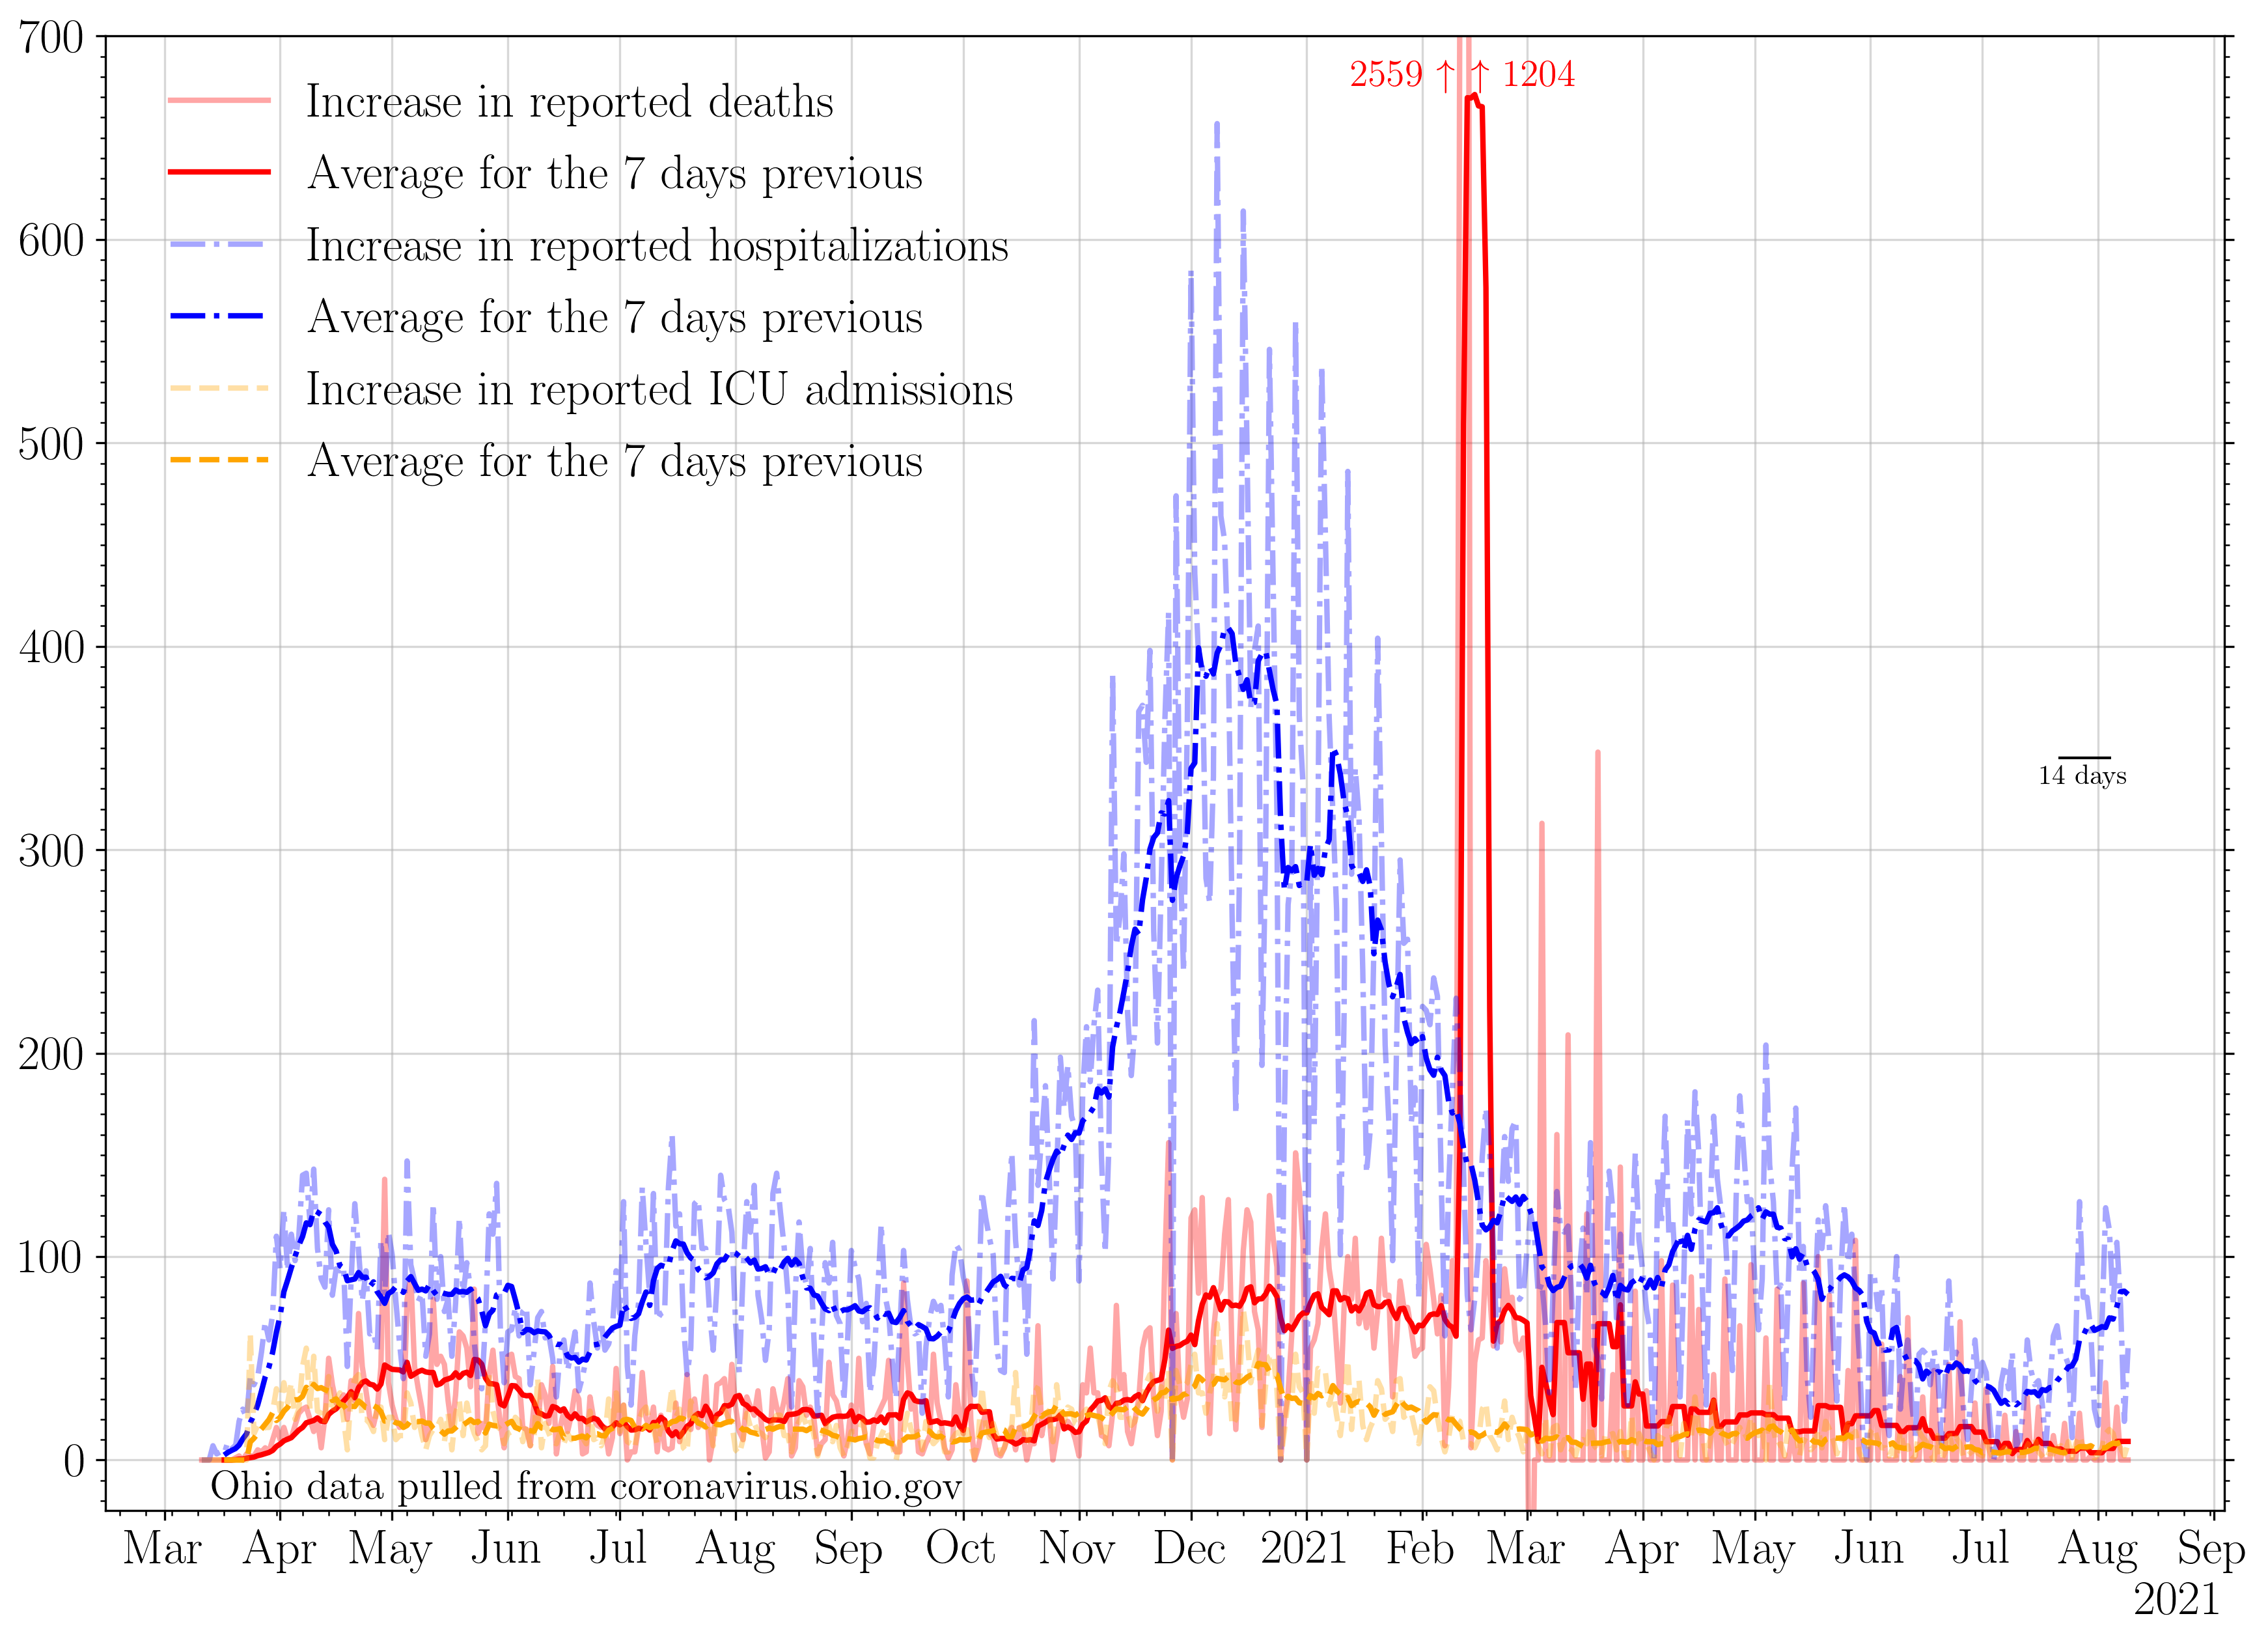 700
600
500
400
300
200
100
0
2559 ↑ ↑ 1204
Increase in reported deaths
Average for the 7 days previous
Increase in reported hospitalizations
Average for the 7 days previous
Increase in reported ICU admissions
Average for the 7 days previous
14 days
Ohio data pulled from coronavirus.ohio.gov
Mar Apr May Jun Jul Aug Sep Oct Nov Dec 2021 Feb Mar Apr May Jun Jul Aug Sep
2021